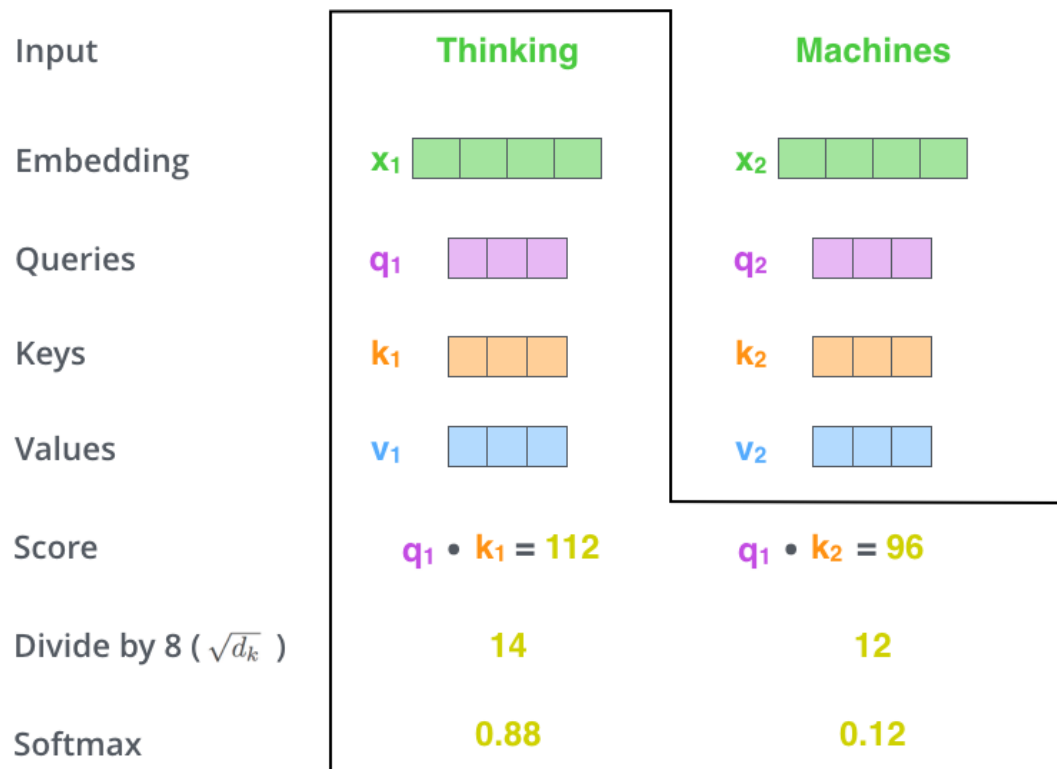 Input Thinking Machines
Embedding x₁ x₂
Queries q₁ q₂
Keys k₁ k₂
Values v₁ v₂
Score q₁ • k₁ = 112 q₁ • k₂ = 96
Divide by 8 ( √dₖ ) 14 12
Softmax 0.88 0.12